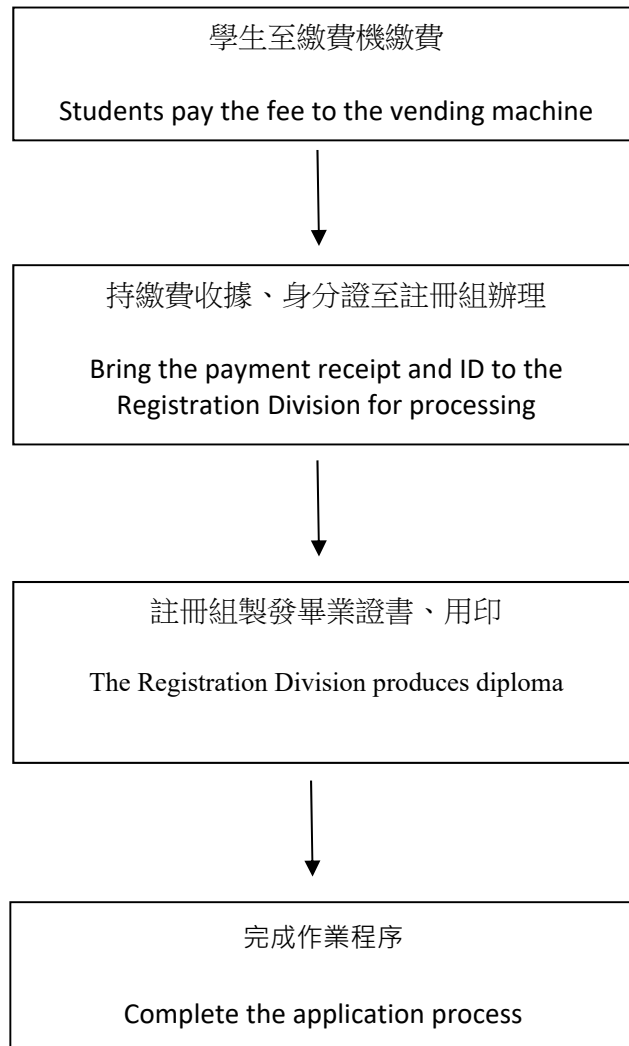 學生至繳費機繳費
Students pay the fee to the vending machine
持繳費收據、身分證至註冊組辦理
Bring the payment receipt and ID to the
Registration Division for processing
註冊組製發畢業證書、用印
The Registration Division produces diploma
完成作業程序
Complete the application process